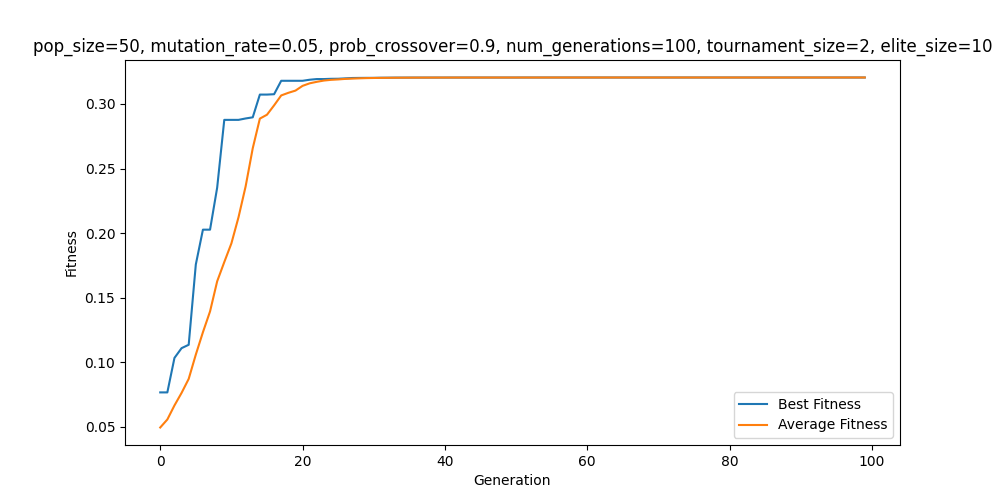 pop_size=50, mutation_rate=0.05, prob_crossover=0.9, num_generations=100, tournament_size=2, elite_size=10
0.30
0.25
0.20
0.15
0.10
0.05
Fitness
0
20
40
60
80
100
Generation
Best Fitness
Average Fitness